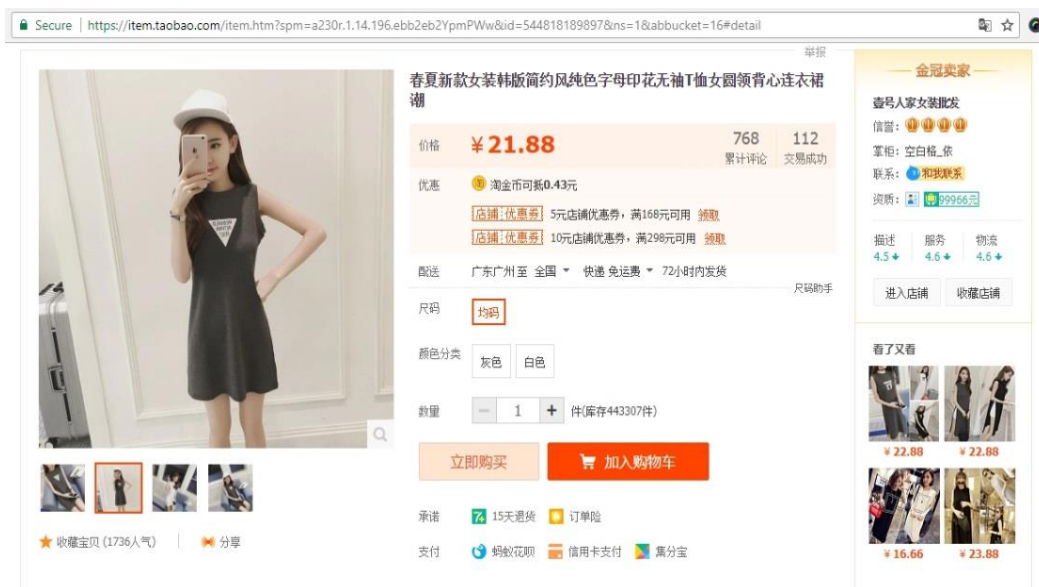 Secure | https://item.taobao.com/item.htm?spm=a230r.1.14.196.ebb2eb2YpmPWw&id=544818189897&ns=1&abbucket=16#detail
举报
春夏新款女装韩版简约风纯色字母印花无袖T恤女圆领背心连衣裙
潮
价格 ¥21.88 768 累计评论 112 交易成功
优惠 淘金币可抵0.43元
店铺优惠券 5元店铺优惠券，满168元可用 领取
店铺优惠券 10元店铺优惠券，满298元可用 领取
配送 广东广州 至 全国 快递 免运费 72小时内发货
尺码助手
尺码 均码
颜色分类 灰色 白色
数量 − 1 + 件(库存443307件)
立即购买 加入购物车
承诺 7+ 15天退货 订单险
支付 蚂蚁花呗 信用卡支付 集分宝
收藏宝贝 (1736人气) 分享
金冠卖家
壹号人家女装批发
信誉：
掌柜：空白格_依
联系：和我联系
资质：99966元
描述 服务 物流
4.5 4.6 4.6
进入店铺 收藏店铺
看了又看
¥22.88 ¥22.88
¥16.66 ¥23.88